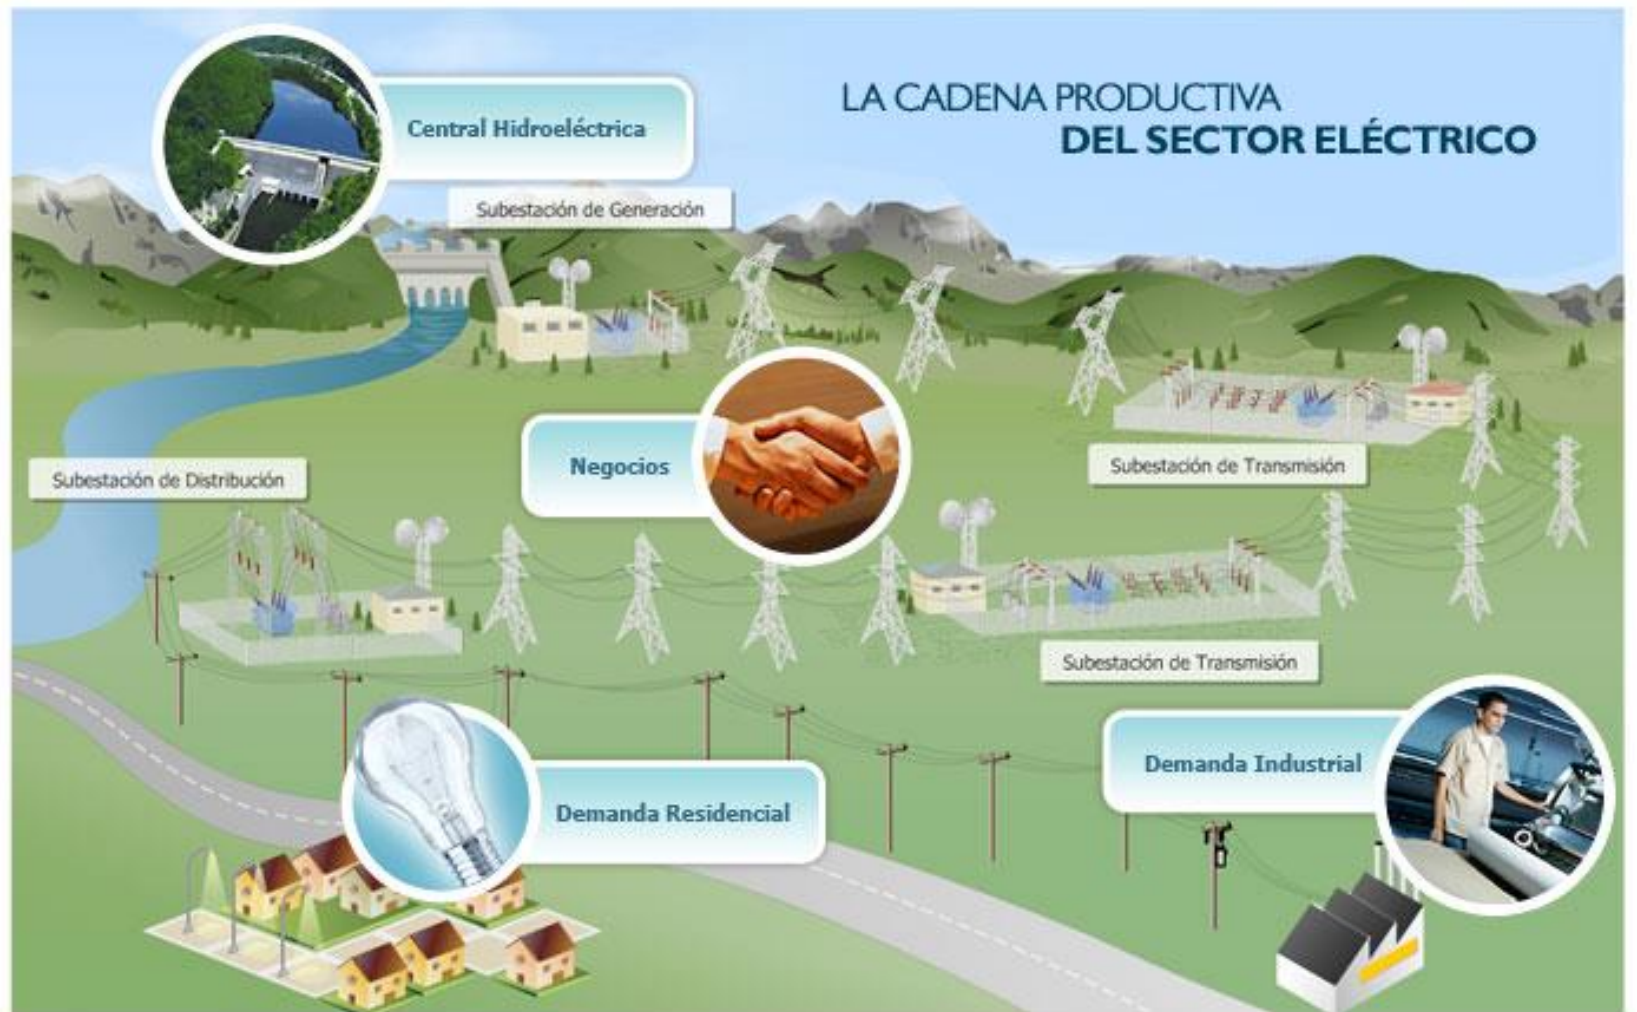 LA CADENA PRODUCTIVA
DEL SECTOR ELÉCTRICO
Central Hidroeléctrica
Subestación de Generación
Negocios
Subestación de Transmisión
Subestación de Distribución
Subestación de Transmisión
Demanda Industrial
Demanda Residencial